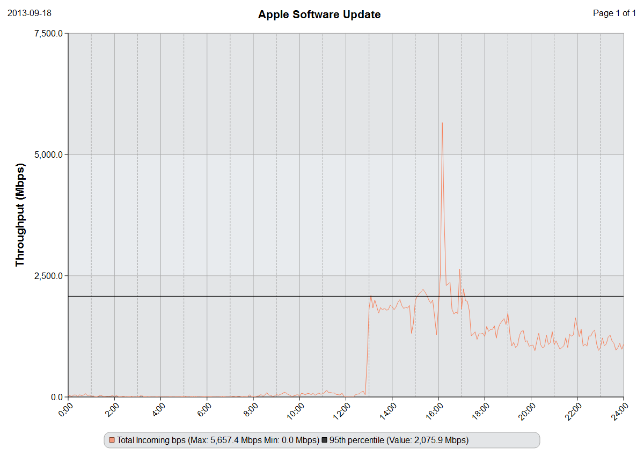 2013-09-18
Apple Software Update
Page 1 of 1
Throughput (Mbps)
7,500.0
5,000.0
2,500.0
0.0
0:00 2:00 4:00 6:00 8:00 10:00 12:00 14:00 16:00 18:00 20:00 22:00 24:00
Total Incoming bps (Max: 5,657.4 Mbps Min: 0.0 Mbps) 95th percentile (Value: 2,075.9 Mbps)